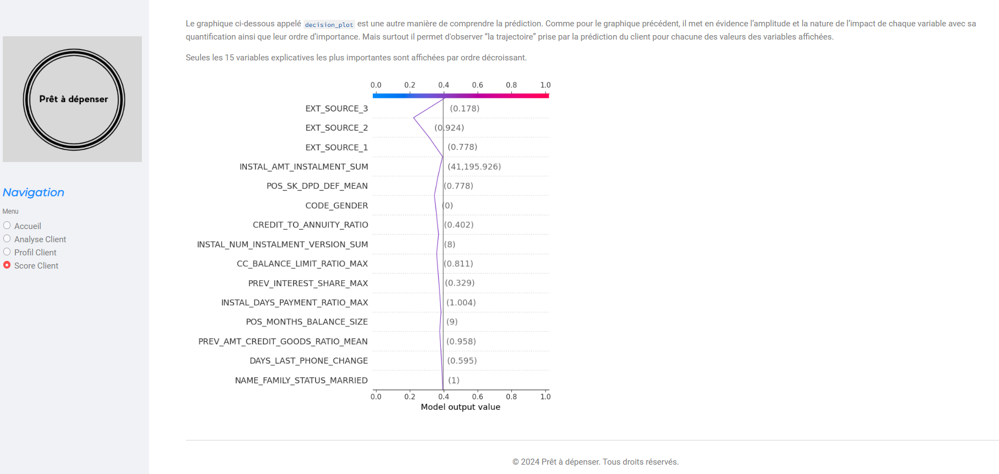 Prêt à dépenser
Navigation
Menu
Accueil
Analyse Client
Profil Client
Score Client
Le graphique ci-dessous appelé decision_plot est une autre manière de comprendre la prédiction. Comme pour le graphique précédent, il met en évidence l’amplitude et la nature de l’impact de chaque variable avec sa
quantification ainsi que leur ordre d’importance. Mais surtout il permet d'observer “la trajectoire” prise par la prédiction du client pour chacune des valeurs des variables affichées.
Seules les 15 variables explicatives les plus importantes sont affichées par ordre décroissant.
0.0 0.2 0.4 0.6 0.8 1.0
EXT_SOURCE_3 (0.178)
EXT_SOURCE_2 (0.924)
EXT_SOURCE_1 (0.778)
INSTAL_AMT_INSTALMENT_SUM (41,195.926)
POS_SK_DPD_DEF_MEAN (0.778)
CODE_GENDER (0)
CREDIT_TO_ANNUITY_RATIO (0.402)
INSTAL_NUM_INSTALMENT_VERSION_SUM (8)
CC_BALANCE_LIMIT_RATIO_MAX (0.811)
PREV_INTEREST_SHARE_MAX (0.329)
INSTAL_DAYS_PAYMENT_RATIO_MAX (1.004)
POS_MONTHS_BALANCE_SIZE (9)
PREV_AMT_CREDIT_GOODS_RATIO_MEAN (0.958)
DAYS_LAST_PHONE_CHANGE (0.595)
NAME_FAMILY_STATUS_MARRIED (1)
0.0 0.2 0.4 0.6 0.8 1.0
Model output value
© 2024 Prêt à dépenser. Tous droits réservés.